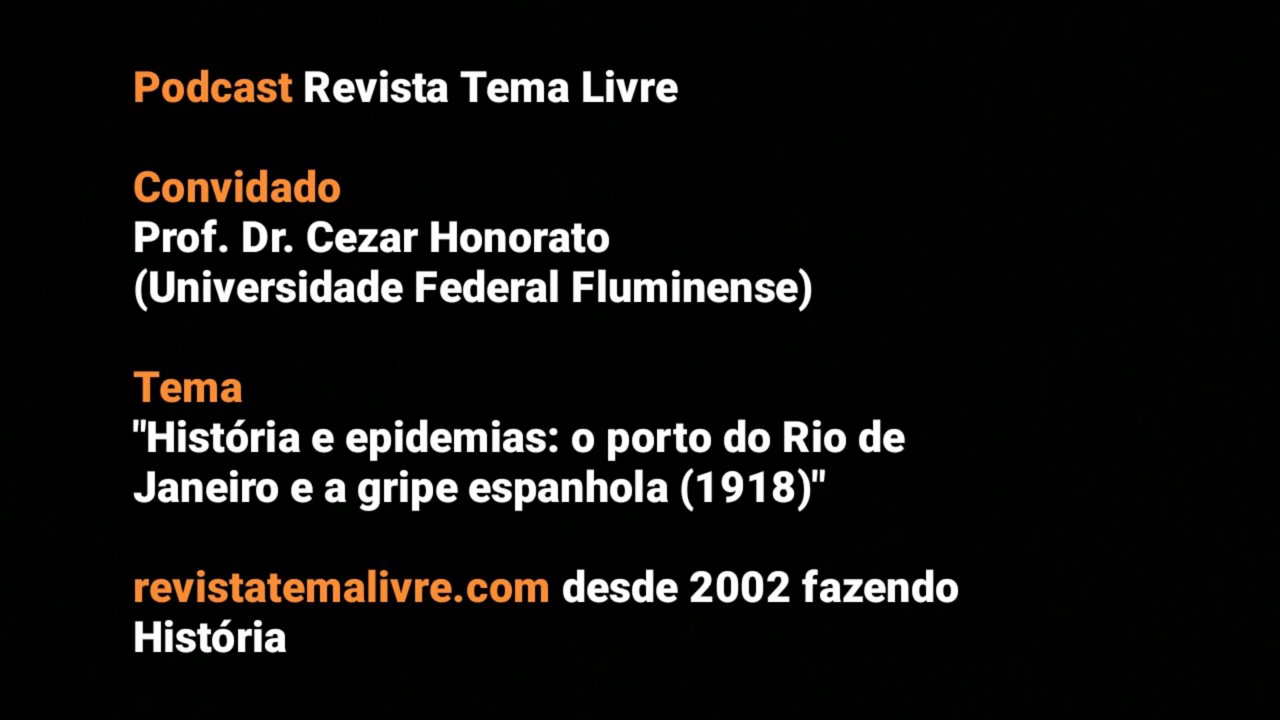 Podcast Revista Tema Livre
Convidado
Prof. Dr. Cezar Honorato
(Universidade Federal Fluminense)
Tema
"História e epidemias: o porto do Rio de
Janeiro e a gripe espanhola (1918)"
revistatemalivre.com desde 2002 fazendo
História